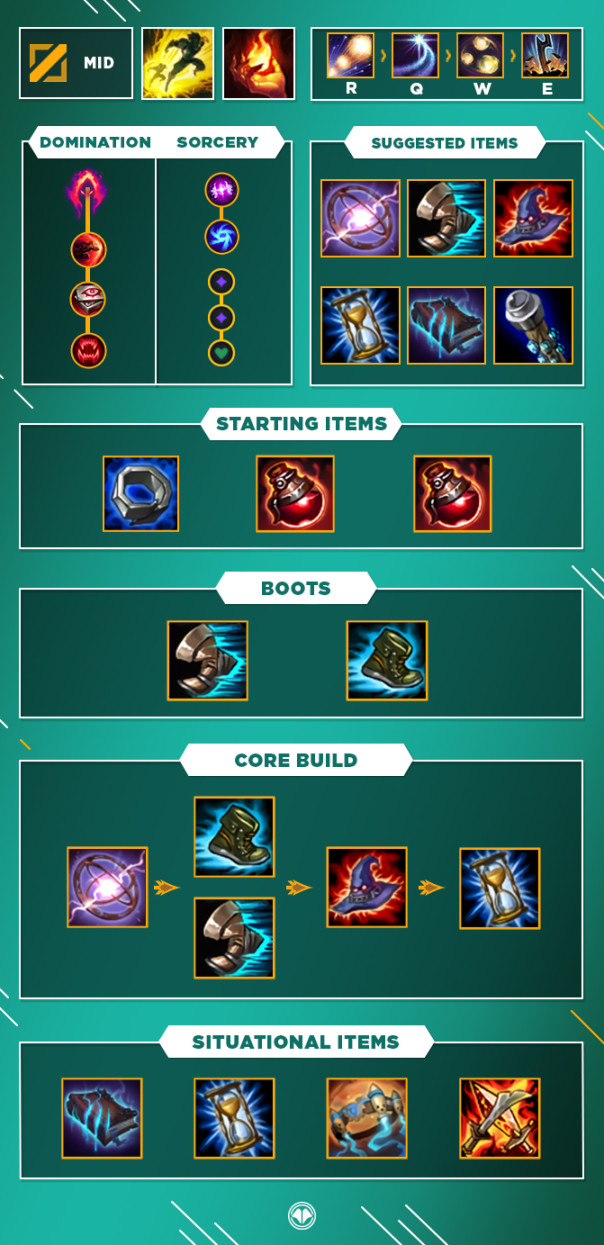 MID
R Q W E
DOMINATION SORCERY
SUGGESTED ITEMS
STARTING ITEMS
BOOTS
CORE BUILD
SITUATIONAL ITEMS